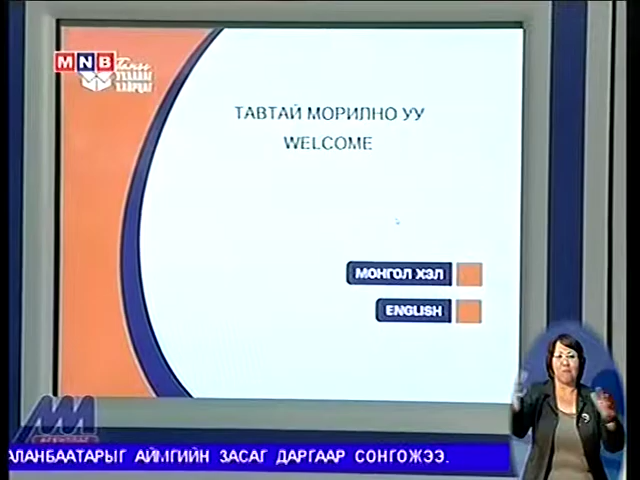 MNB
ТАВТАЙ МОРИЛНО УУ
WELCOME
МОНГОЛ ХЭЛ
ENGLISH
АЛАНБААТАРЫГ АЙМГИЙН ЗАСАГ ДАРГААР СОНГОЖЭЭ.